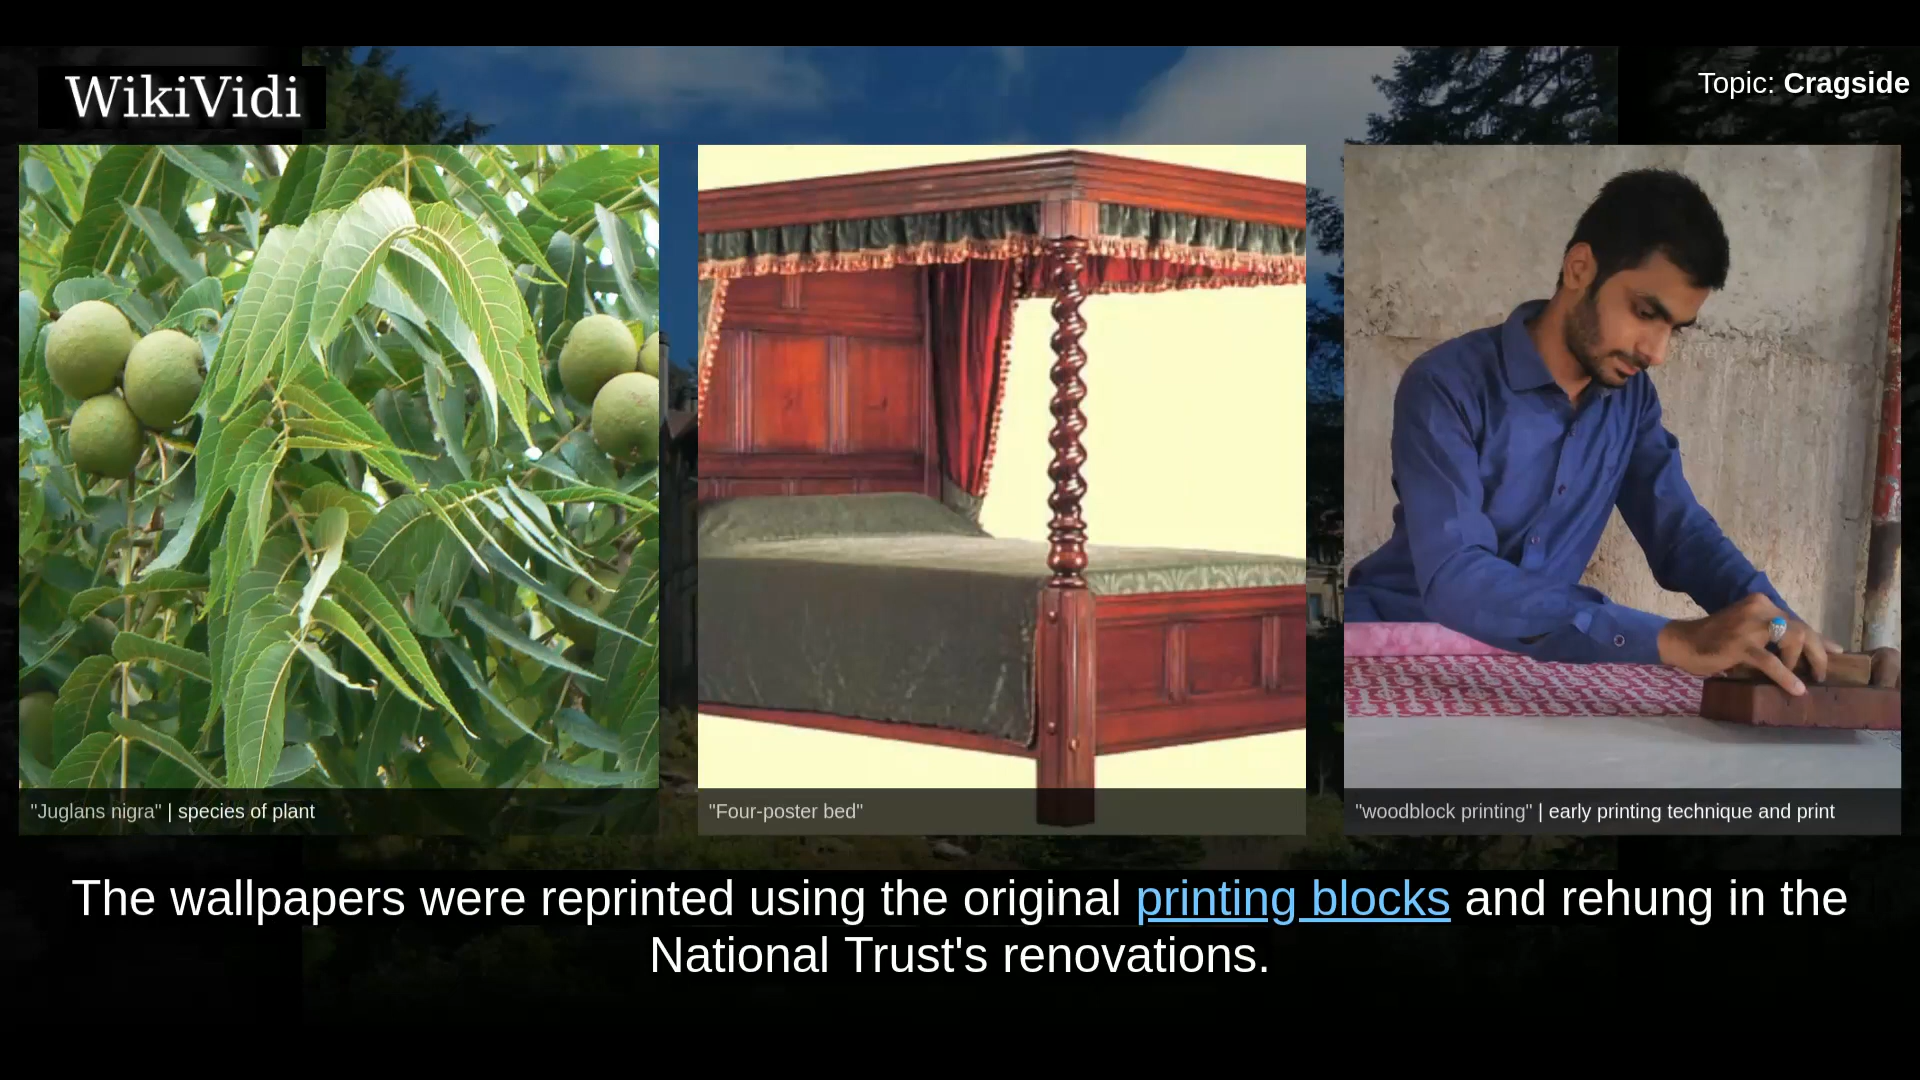 WikiVidi
Topic: Cragside
"Juglans nigra" | species of plant
"Four-poster bed"
"woodblock printing" | early printing technique and print
The wallpapers were reprinted using the original printing blocks and rehung in the
National Trust's renovations.